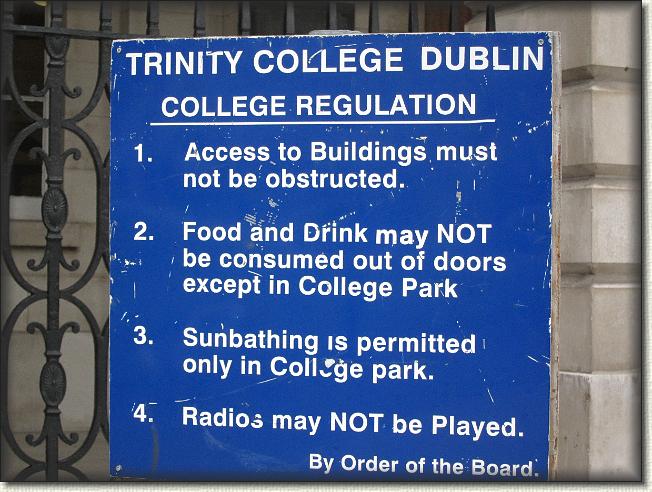 TRINITY COLLEGE DUBLIN
COLLEGE REGULATION
1. Access to Buildings must
not be obstructed.
2. Food and Drink may NOT
be consumed out of doors
except in College Park
3. Sunbathing is permitted
only in College park.
4. Radios may NOT be Played.
By Order of the Board.